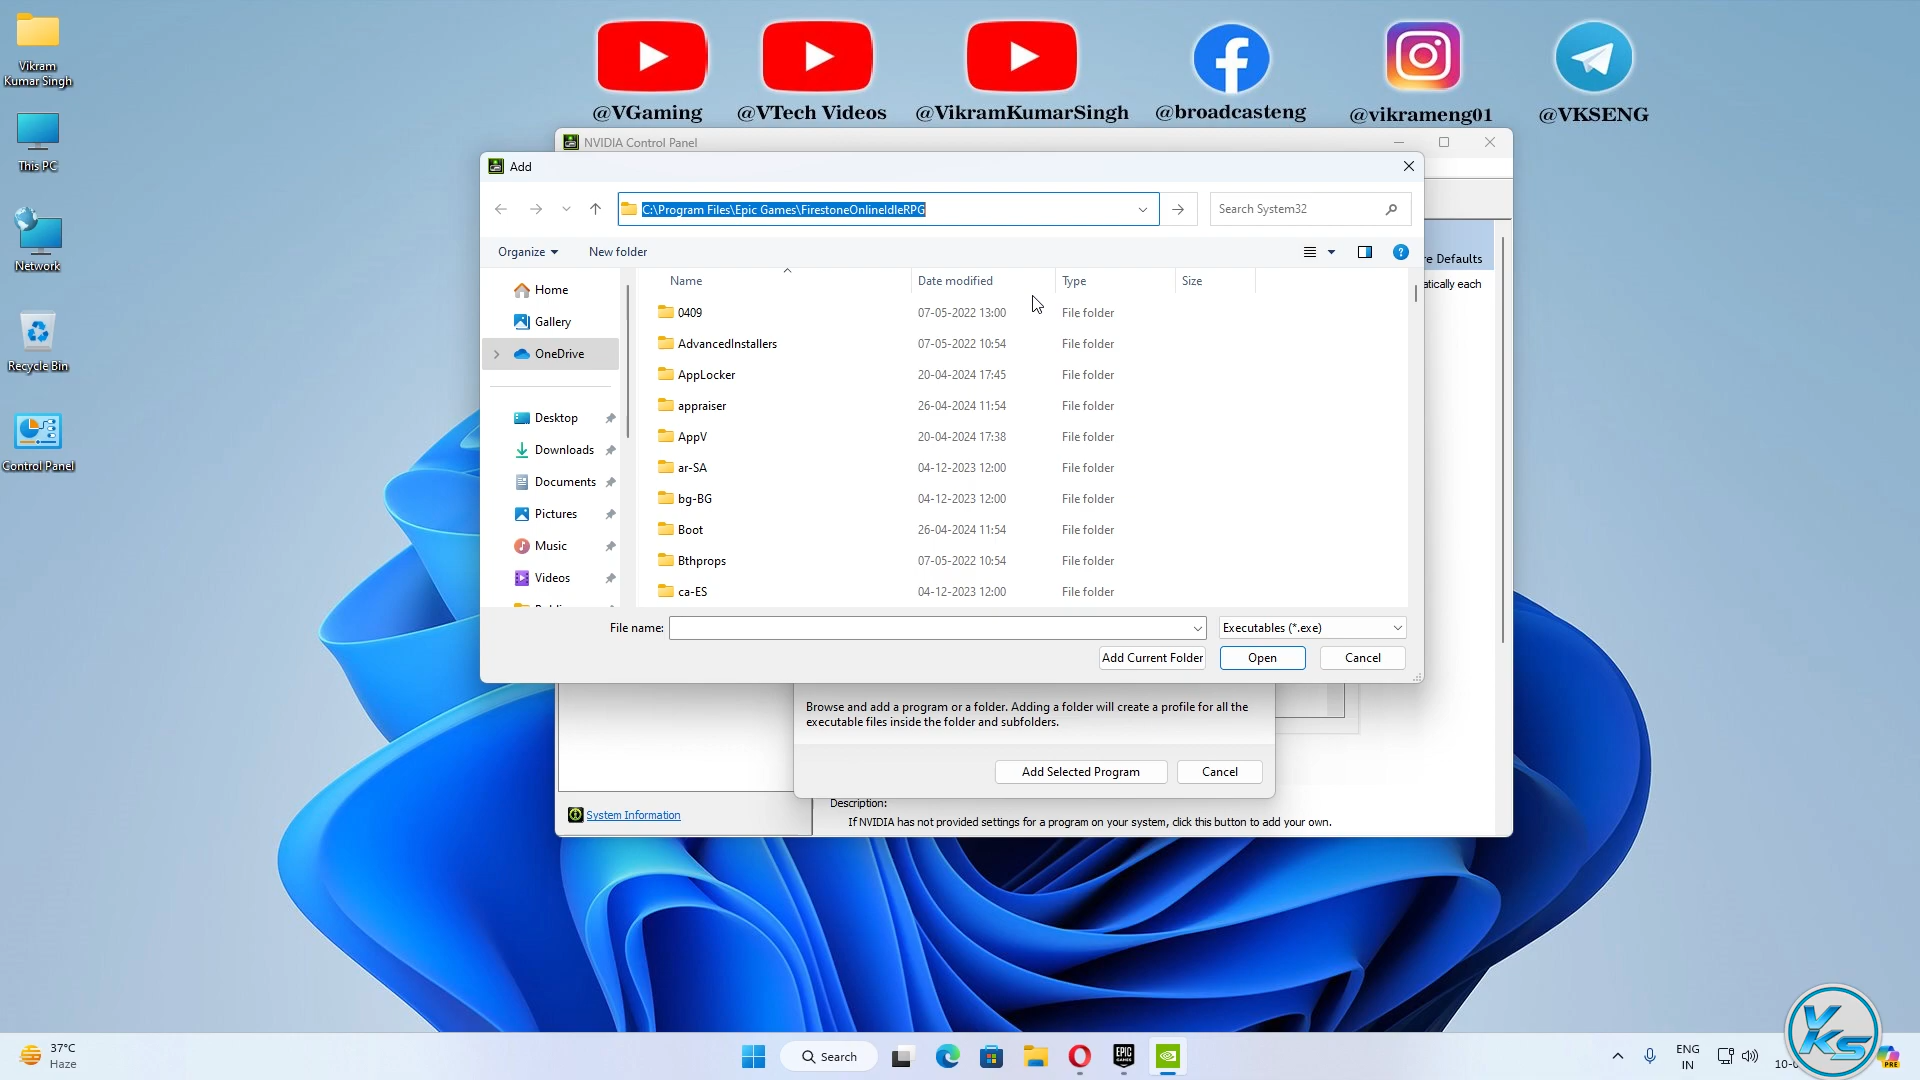 Vikram
Kumar Singh
This PC
Network
Recycle Bin
Control Panel
@VGaming
@VTech Videos
@VikramKumarSingh
@broadcasteng
@vikrameng01
@VKSENG
NVIDIA Control Panel
Add
C:\Program Files\Epic Games\FirestoneOnlineIdleRPG
Search System32
Organize
New folder
Home
Gallery
OneDrive
Desktop
Downloads
Documents
Pictures
Music
Videos
Name
Date modified
Type
Size
0409 07-05-2022 13:00 File folder
AdvancedInstallers 07-05-2022 10:54 File folder
AppLocker 20-04-2024 17:45 File folder
appraiser 26-04-2024 11:54 File folder
AppV 20-04-2024 17:38 File folder
ar-SA 04-12-2023 12:00 File folder
bg-BG 04-12-2023 12:00 File folder
Boot 26-04-2024 11:54 File folder
Bthprops 07-05-2022 10:54 File folder
ca-ES 04-12-2023 12:00 File folder
e Defaults
atically each
File name:
Executables (*.exe)
Add Current Folder
Open
Cancel
Browse and add a program or a folder. Adding a folder will create a profile for all the
executable files inside the folder and subfolders.
Add Selected Program
Cancel
System Information
Description:
If NVIDIA has not provided settings for a program on your system, click this button to add your own.
37°C
Haze
Search
EPIC
GAMES
ENG
IN
10-0
VKS
PRE